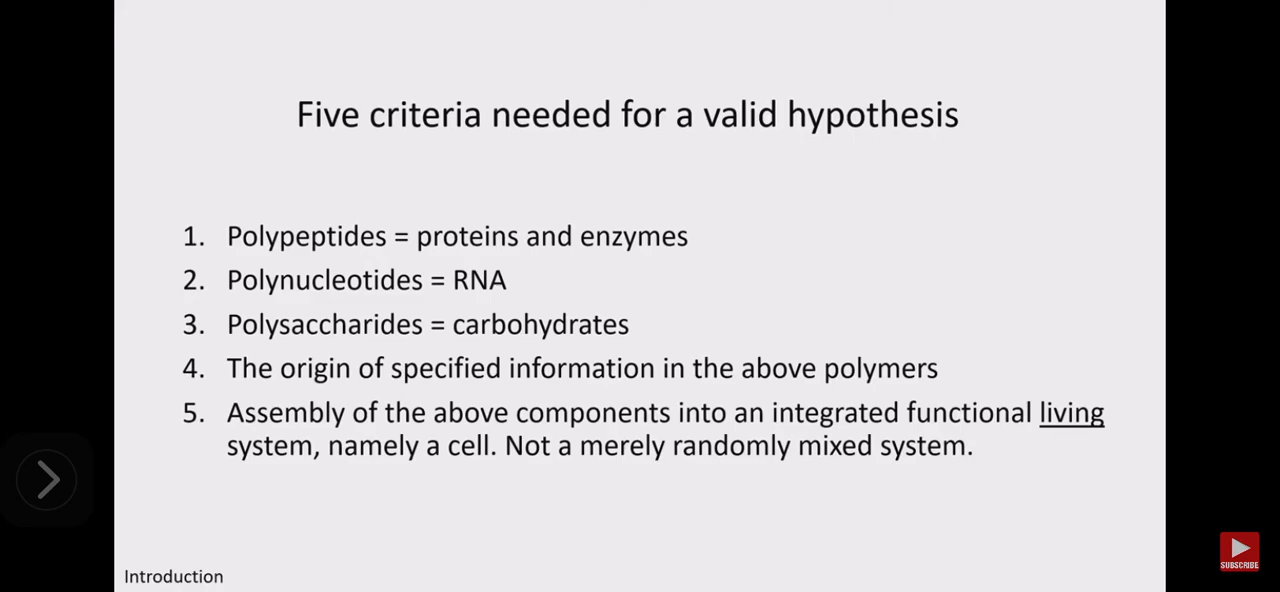 Five criteria needed for a valid hypothesis
1. Polypeptides = proteins and enzymes
2. Polynucleotides = RNA
3. Polysaccharides = carbohydrates
4. The origin of specified information in the above polymers
5. Assembly of the above components into an integrated functional living
system, namely a cell. Not a merely randomly mixed system.
SUBSCRIBE
Introduction